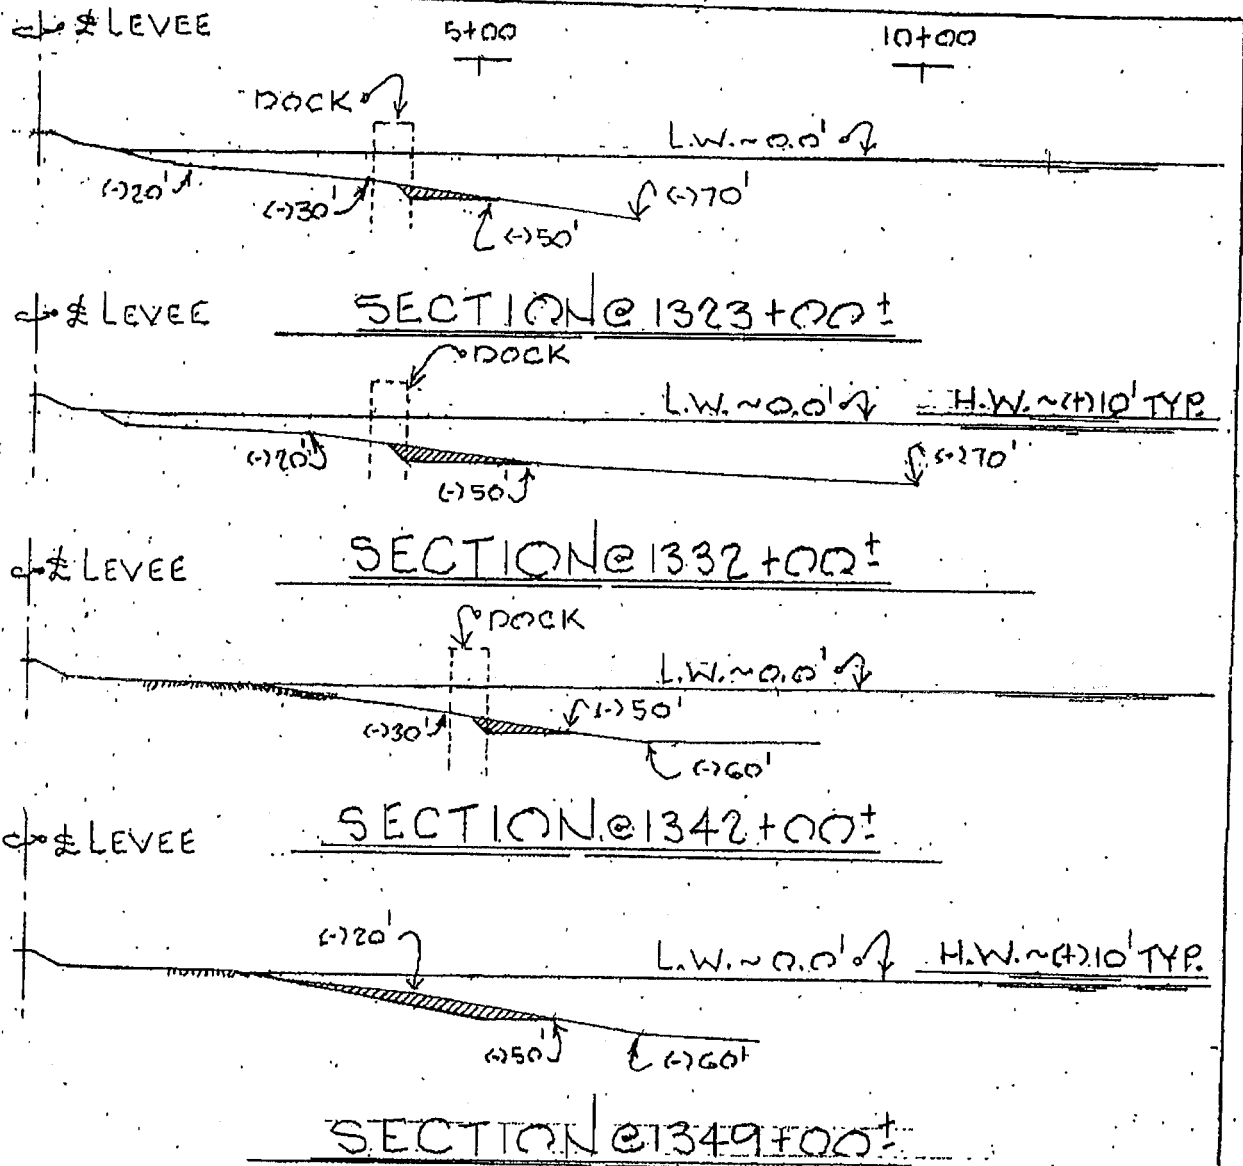 ℄ LEVEE
5+00
10+00
DOCK
L.W.~0.0'
(-)20'
(-)30'
(-)70'
(-)50'
SECTION @ 1323+00±
℄ LEVEE
DOCK
L.W.~0.0'
H.W.~(+)10' TYP.
(-)20'
(-)50'
(-)70'
SECTION @ 1332+00±
℄ LEVEE
DOCK
L.W.~0.0'
(-)30'
(-)50'
(-)60'
SECTION @ 1342+00±
℄ LEVEE
(-)20'
L.W.~0.0'
H.W.~(+)10' TYP.
(-)50'
(-)60'
SECTION @ 1349+00±